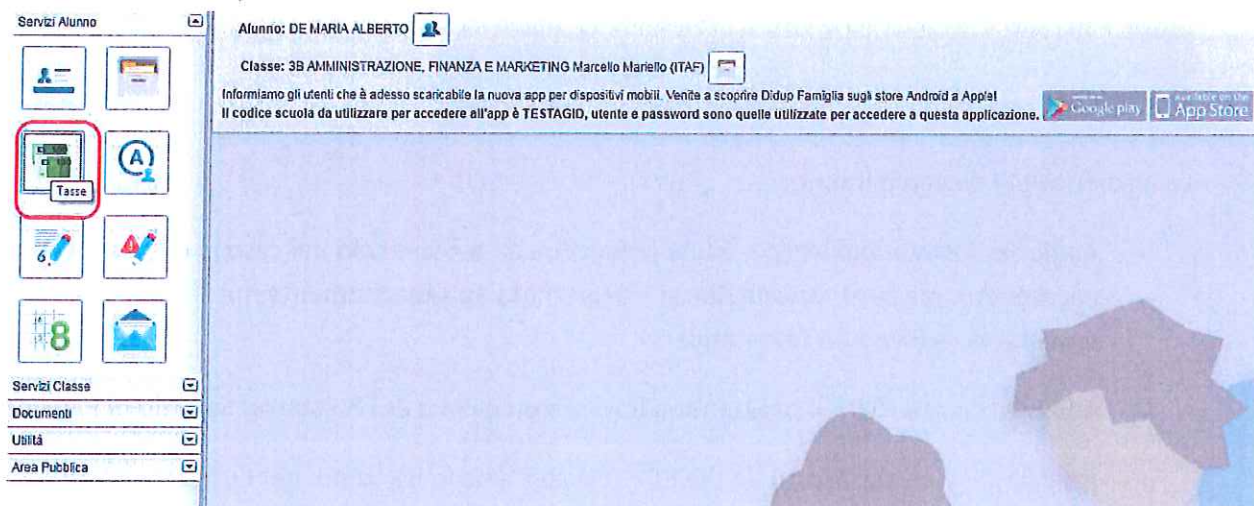 Servizi Alunno
Tasse
Servizi Classe
Documenti
Utilità
Area Pubblica
Alunno: DE MARIA ALBERTO
Classe: 3B AMMINISTRAZIONE, FINANZA E MARKETING Marcello Mariello (ITAF)
Informiamo gli utenti che è adesso scaricabile la nuova app per dispositivi mobili. Venite a scoprire Didup Famiglia sugli store Android a Apple!
Il codice scuola da utilizzare per accedere all'app è TESTAGID, utente e password sono quelle utilizzate per accedere a questa applicazione.
Google play
Available on the
App Store